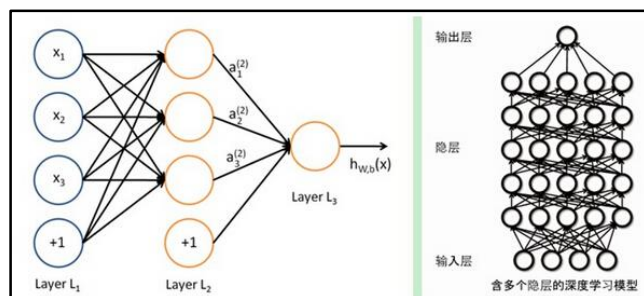 x₁
x₂
x₃
+1
Layer L₁
+1
Layer L₂
a₁⁽²⁾
a₂⁽²⁾
a₃⁽²⁾
Layer L₃
h_W,b(x)
输出层
隐层
输入层
含多个隐层的深度学习模型